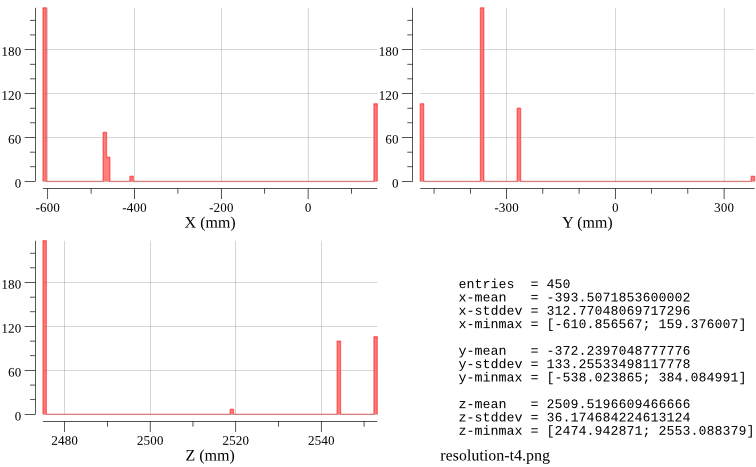 180
120
60
0
-600
-400
-200
0
X (mm)
180
120
60
0
-300
0
300
Y (mm)
180
120
60
0
2480
2500
2520
2540
Z (mm)
entries = 450
x-mean = -393.5071853600002
x-stddev = 312.77048069717296
x-minmax = [-610.856567; 159.376007]
y-mean = -372.2397048777776
y-stddev = 133.25533498117778
y-minmax = [-538.023865; 384.084991]
z-mean = 2509.5196609466666
z-stddev = 36.174684224613124
z-minmax = [2474.942871; 2553.088379]
resolution-t4.png